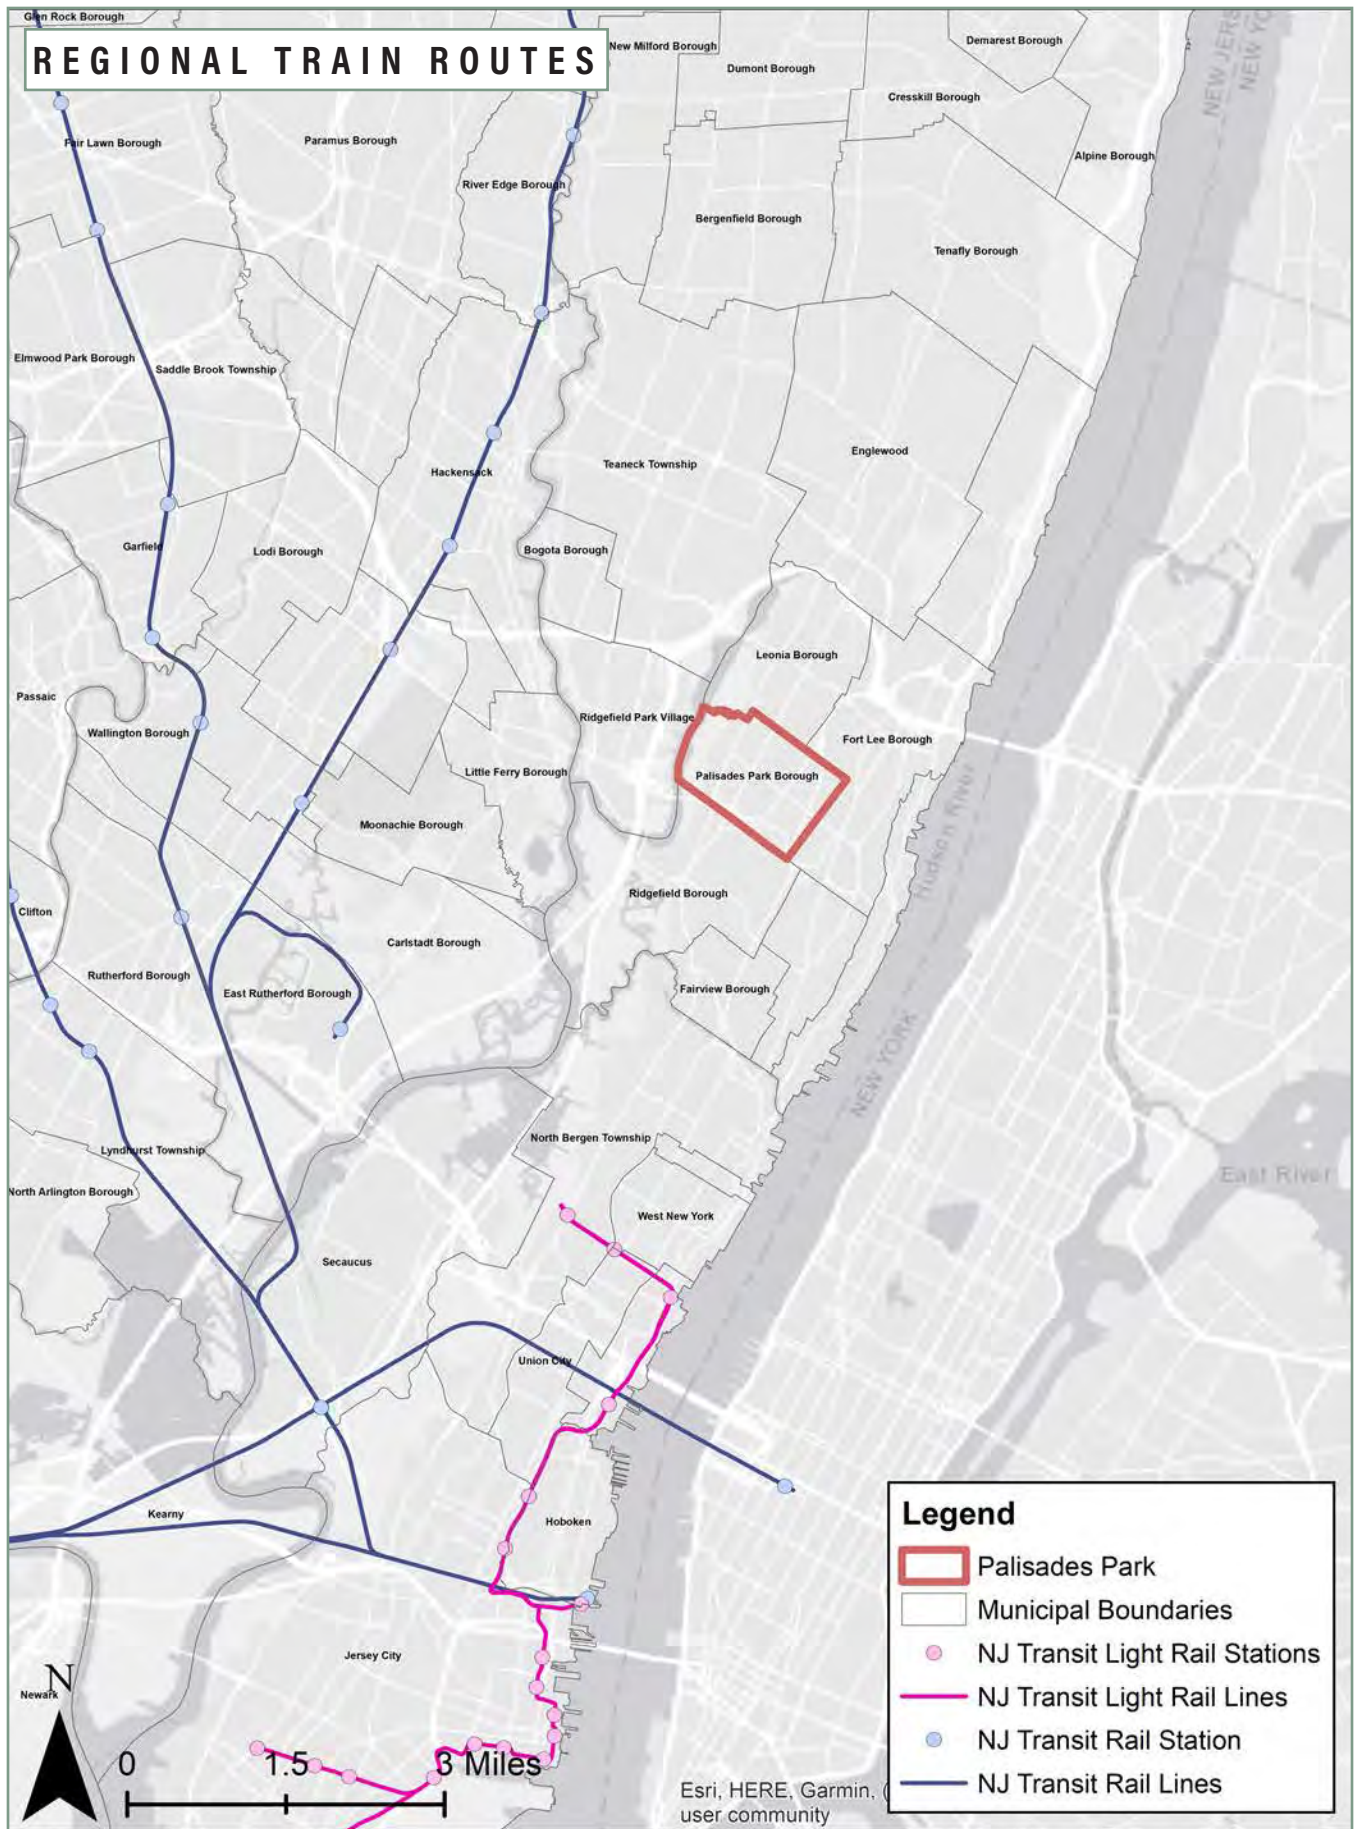 Glen Rock Borough
REGIONAL TRAIN ROUTES
New Milford Borough
Demarest Borough
Dumont Borough
Cresskill Borough
NEW JERS
NEW YO
Fair Lawn Borough
Paramus Borough
Alpine Borough
River Edge Borough
Bergenfield Borough
Tenafly Borough
Elmwood Park Borough
Saddle Brook Township
Englewood
Teaneck Township
Hackensack
Garfield
Lodi Borough
Bogota Borough
Leonia Borough
Passaic
Wallington Borough
Ridgefield Park Village
Fort Lee Borough
Little Ferry Borough
Palisades Park Borough
Moonachie Borough
Hudson River
Ridgefield Borough
Clifton
Carlstadt Borough
Rutherford Borough
East Rutherford Borough
Fairview Borough
NEW YORK
North Bergen Township
Lyndhurst Township
East River
North Arlington Borough
West New York
Secaucus
Union City
Kearny
Hoboken
Jersey City
Newark
N
0 1.5 3 Miles
Esri, HERE, Garmin, (
user community
Legend
Palisades Park
Municipal Boundaries
NJ Transit Light Rail Stations
NJ Transit Light Rail Lines
NJ Transit Rail Station
NJ Transit Rail Lines